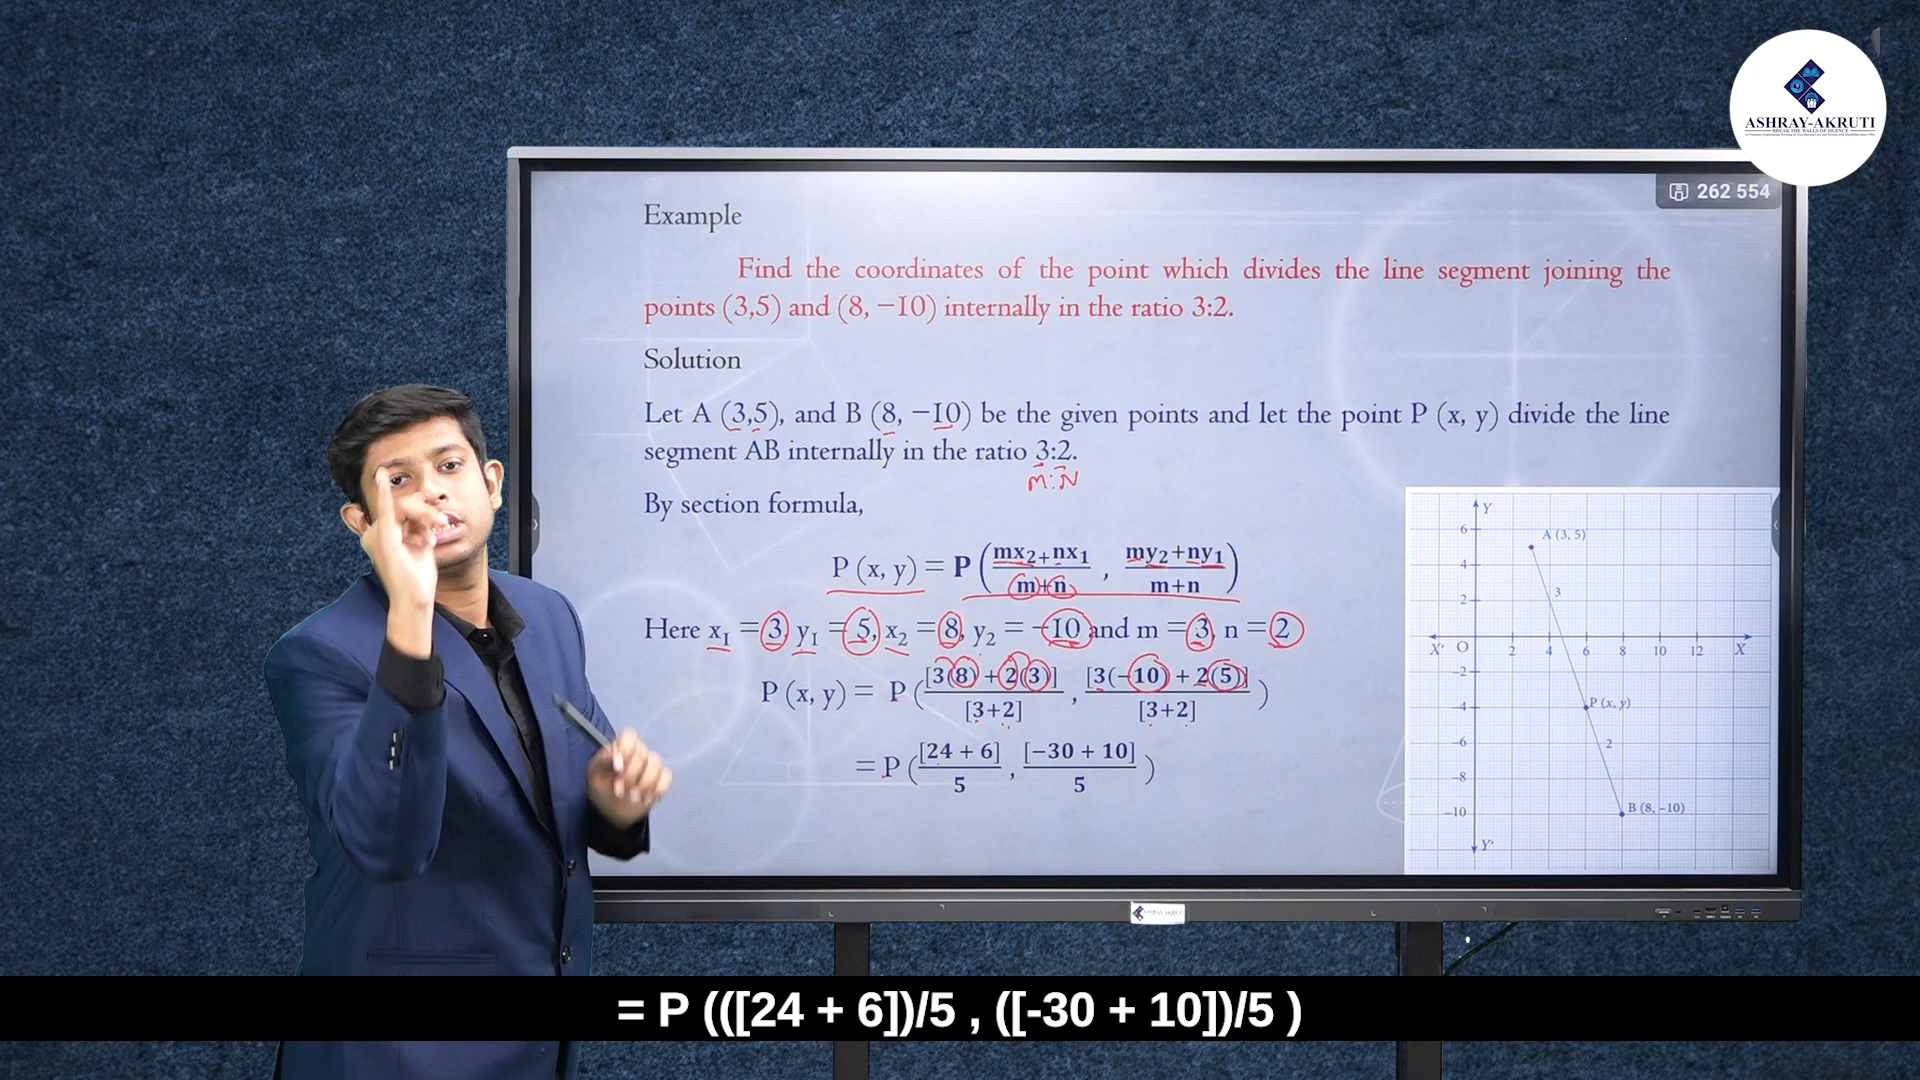 ASHRAY-AKRUTI
BREAK THE WALLS OF SILENCE
262 554
Example
Find the coordinates of the point which divides the line segment joining the
points (3,5) and (8, −10) internally in the ratio 3:2.
Solution
Let A (3,5), and B (8, −10) be the given points and let the point P (x, y) divide the line
segment AB internally in the ratio 3:2.
m:n
By section formula,
P (x, y) = P (mx₂+nx₁/m+n , my₂+ny₁/m+n)
Here x₁ = 3, y₁ = 5, x₂ = 8, y₂ = −10 and m = 3, n = 2
P (x, y) = P ([3(8) + 2(3)]/[3+2] , [3(−10) + 2(5)]/[3+2] )
= P ([24 + 6]/5 , [−30 + 10]/5 )
Y
6
A (3, 5)
4
3
2
X' O 2 4 6 8 10 12 X
−2
−4
P (x, y)
−6
2
−8
−10
B (8, −10)
Y'
= P (([24 + 6])/5 , ([-30 + 10])/5 )